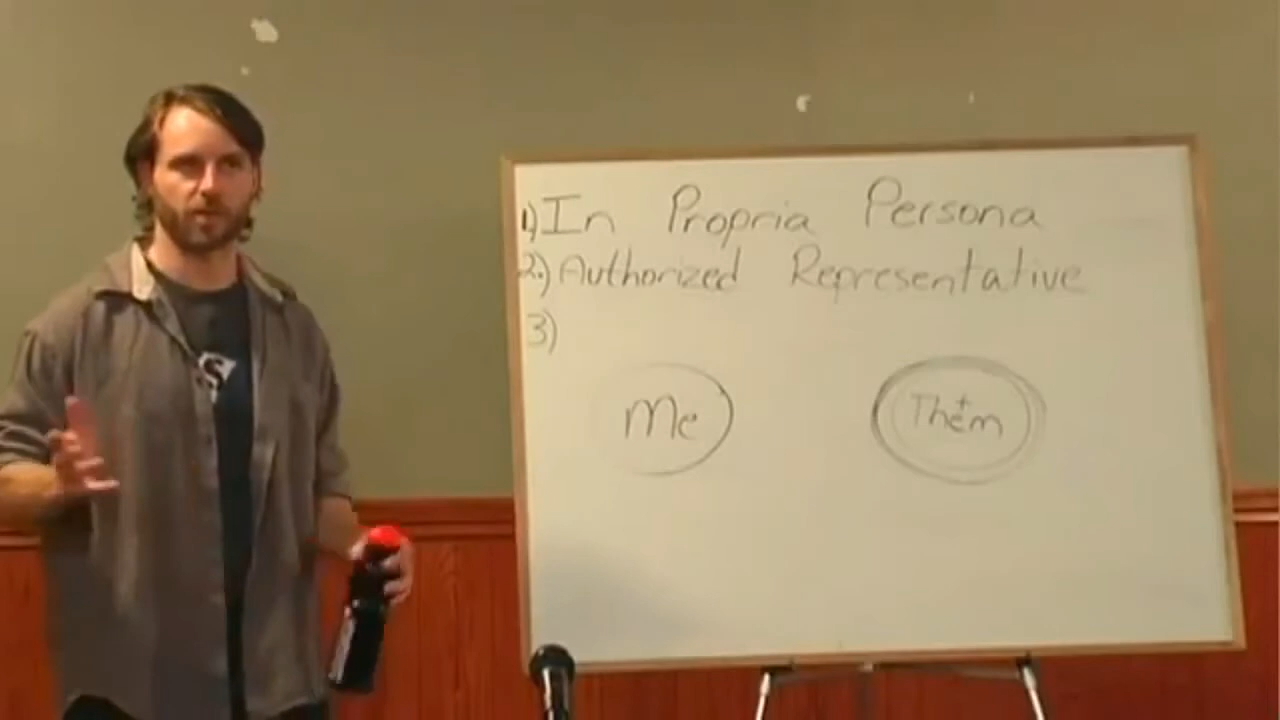 1) In Propria Persona
2.) Authorized Representative
3)
Me
Them
S